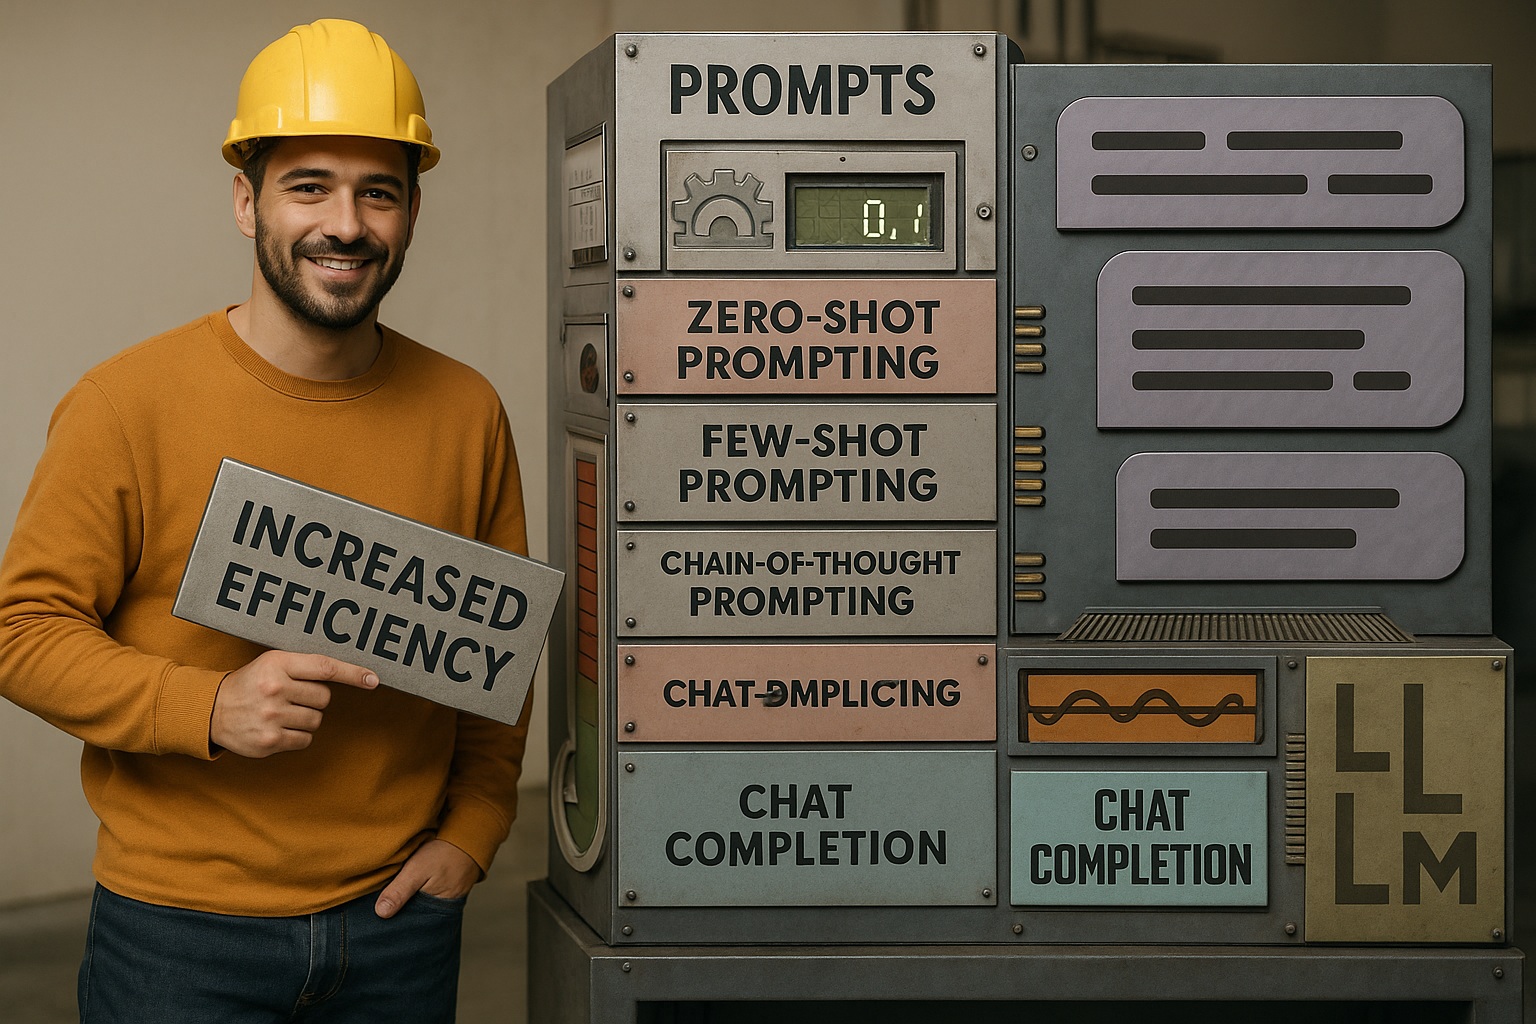 INCREASED
EFFICIENCY
PROMPTS
0.1
ZERO-SHOT
PROMPTING
FEW-SHOT
PROMPTING
CHAIN-OF-THOUGHT
PROMPTING
CHAT-DMPLICING
CHAT
COMPLETION
CHAT
COMPLETION
LL
LM